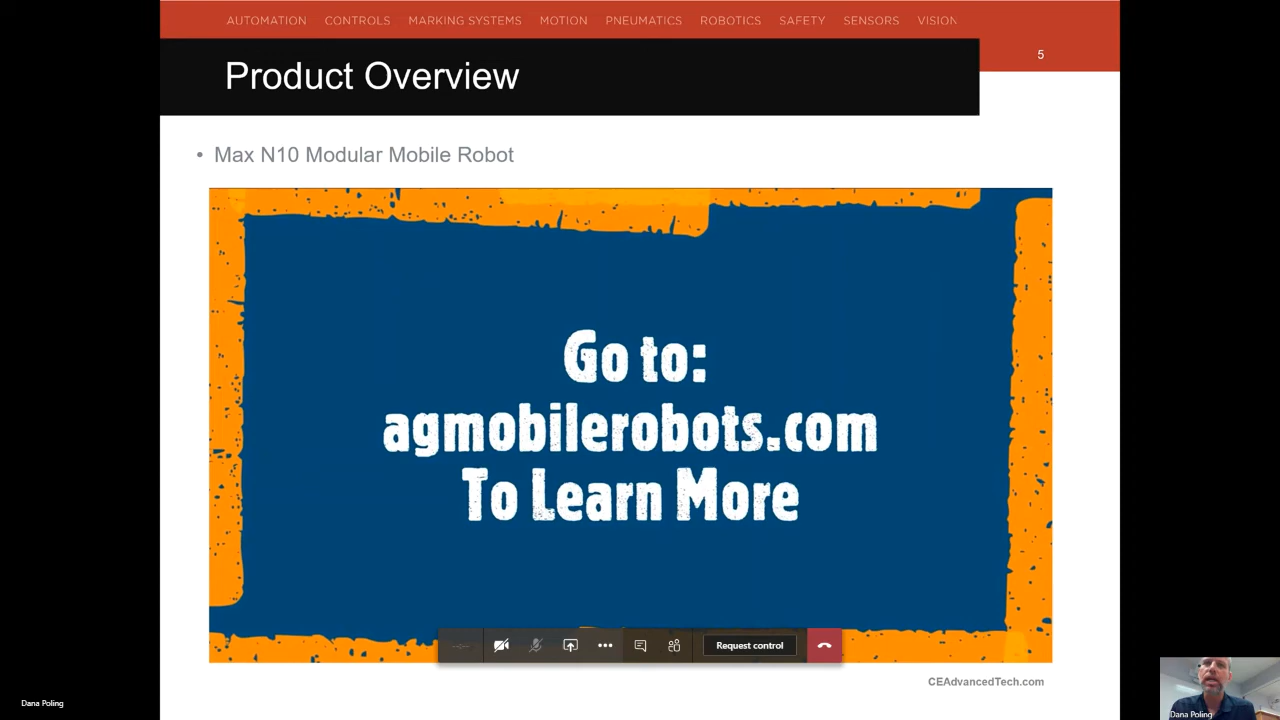 AUTOMATION CONTROLS MARKING SYSTEMS MOTION PNEUMATICS ROBOTICS SAFETY SENSORS VISION
5
Product Overview
• Max N10 Modular Mobile Robot
Go to:
agmobilerobots.com
To Learn More
Request control
CEAdvancedTech.com
Dana Poling
Dana Poling